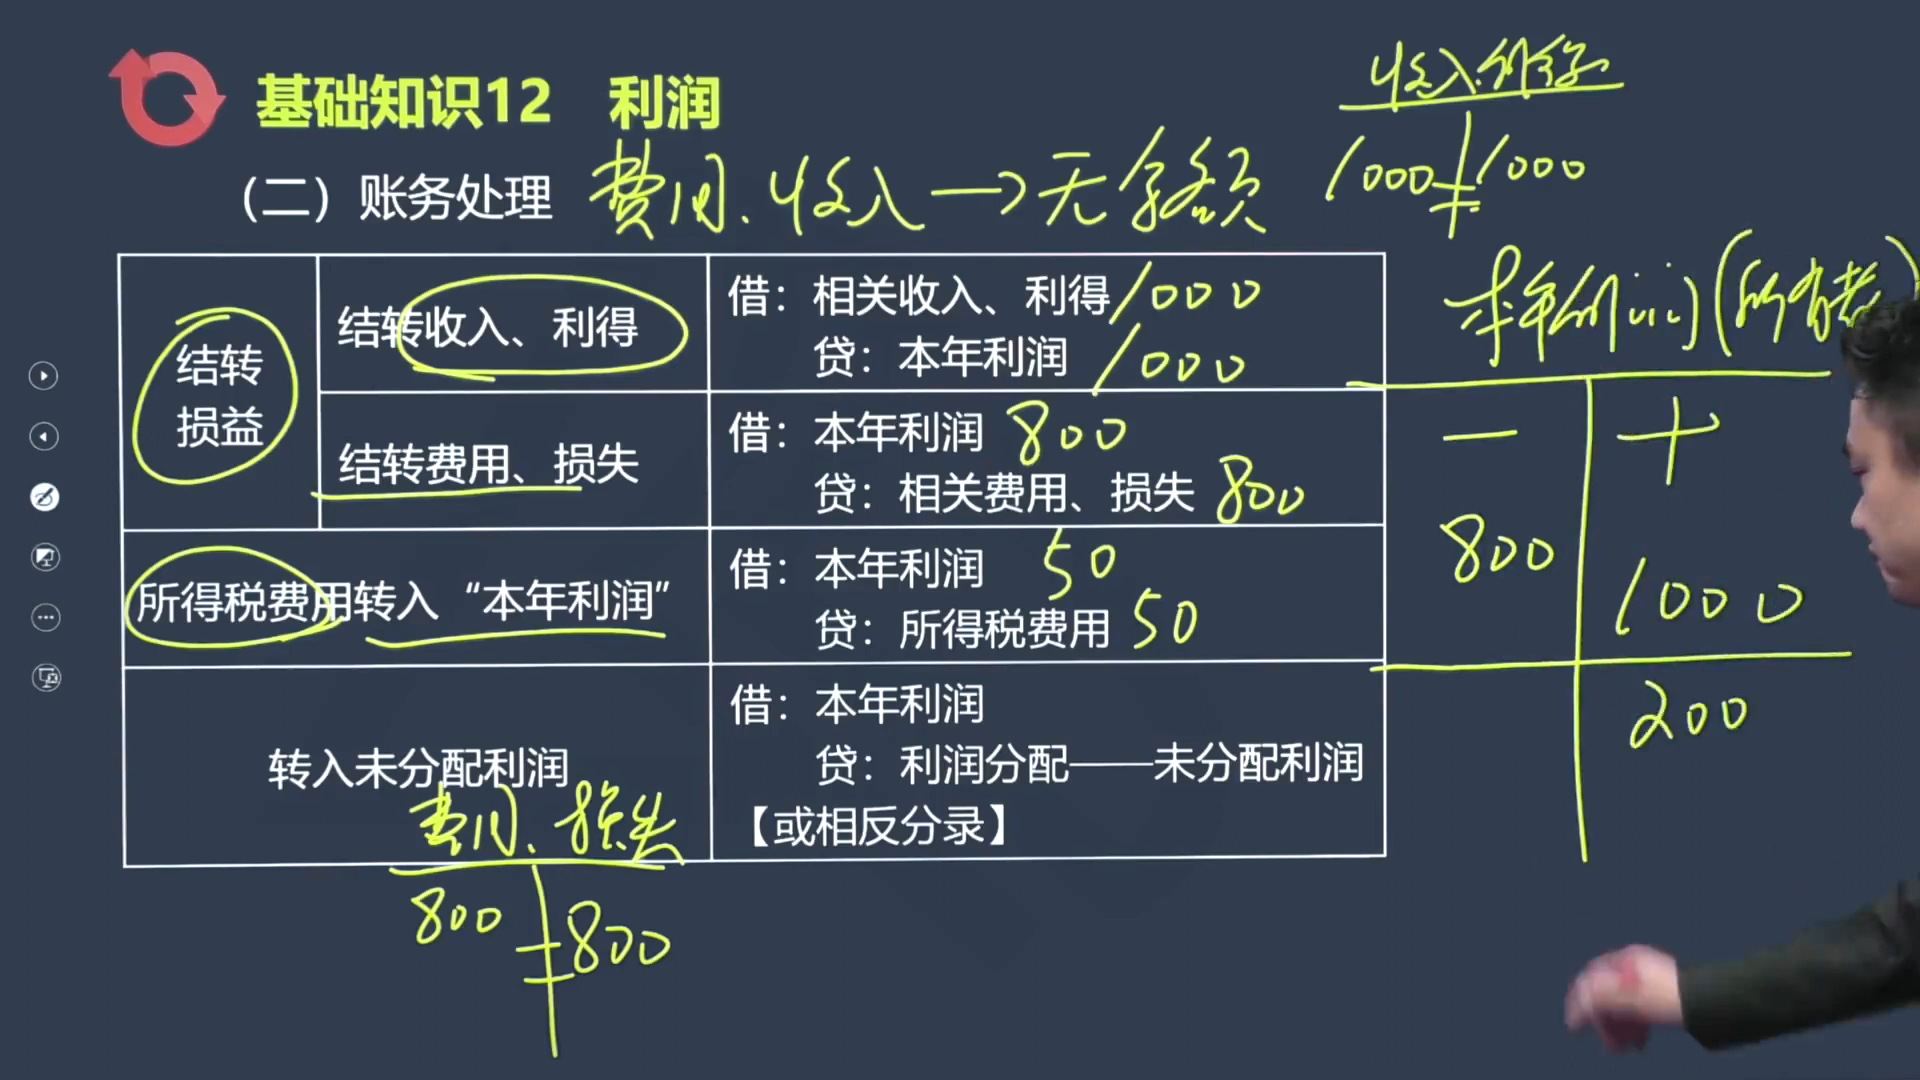 基础知识12 利润
收入、利得
1000 1000
(二) 账务处理 费用、收入→无余额
结转损益
结转收入、利得
借：相关收入、利得 1000
贷：本年利润 1000
结转费用、损失
借：本年利润 800
贷：相关费用、损失 800
所得税费用转入“本年利润”
借：本年利润 50
贷：所得税费用 50
转入未分配利润
借：本年利润
贷：利润分配——未分配利润
【或相反分录】
本年利润(所有者)
－ ＋
800
1000
200
费用、损失
800 800